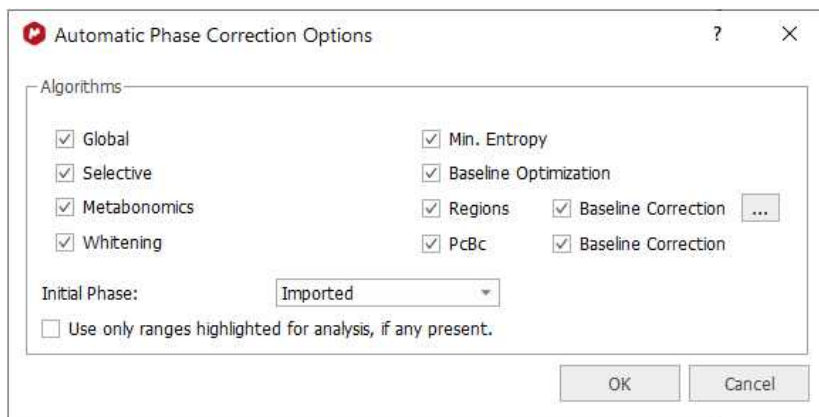 Automatic Phase Correction Options ?
Algorithms
Global Min. Entropy
Selective Baseline Optimization
Metabonomics Regions Baseline Correction ...
Whitening PcBc Baseline Correction
Initial Phase: Imported
Use only ranges highlighted for analysis, if any present.
OK Cancel